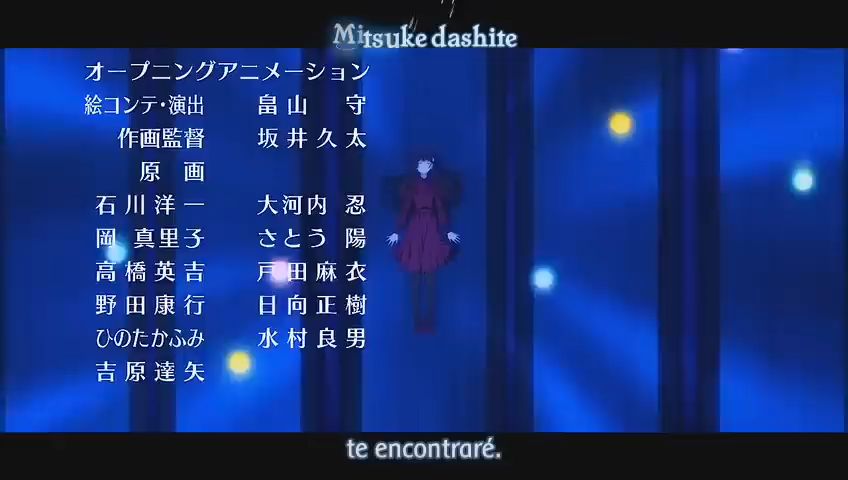 Mitsuke dashite
オープニングアニメーション
絵コンテ・演出 畠山 守
作画監督 坂井久太
原 画
石川洋一 大河内 忍
岡 真里子 さとう 陽
高橋英吉 戸田麻衣
野田康行 日向正樹
ひのたかふみ 水村良男
吉原達矢
te encontraré.